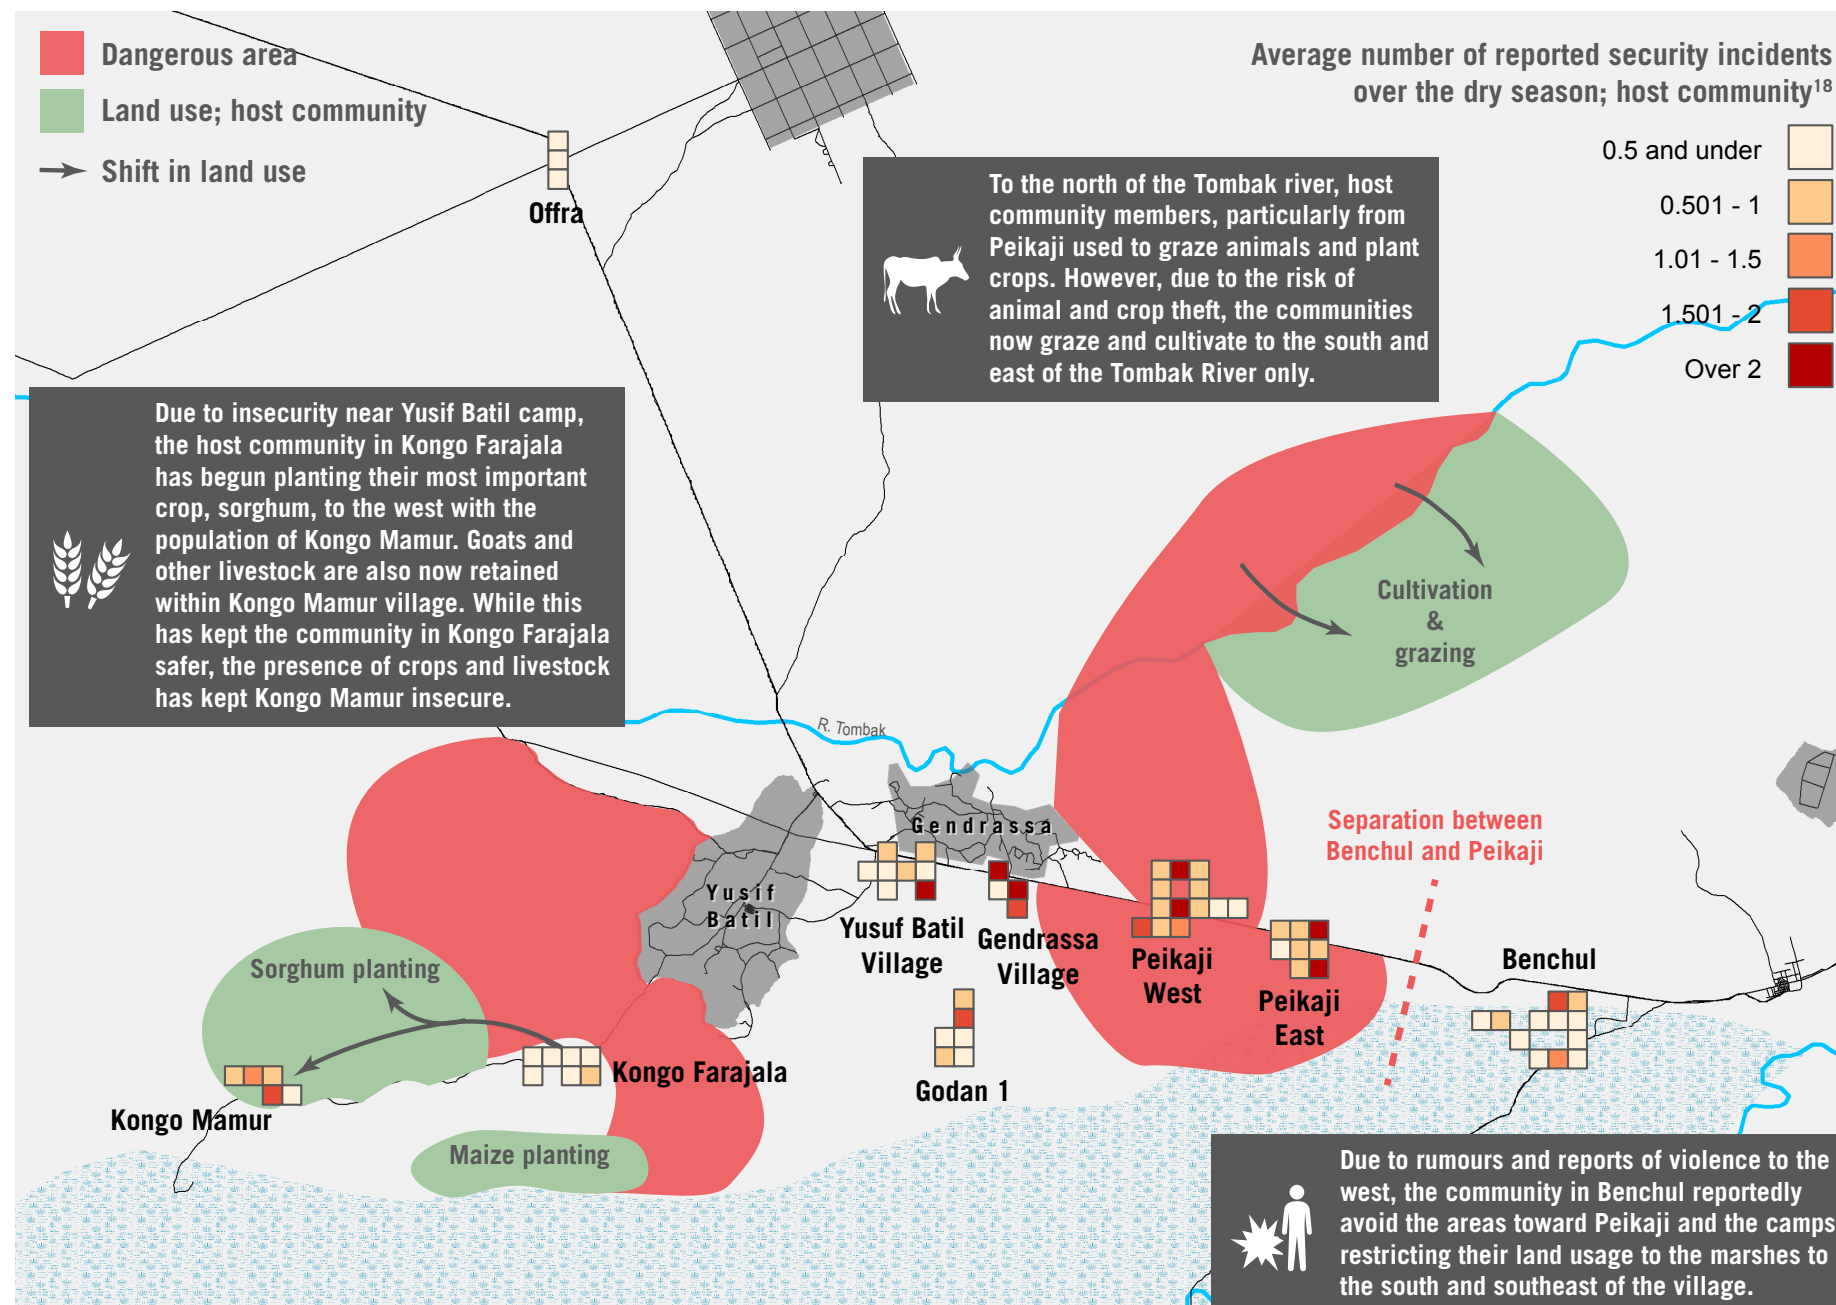 Dangerous area
Land use; host community
Shift in land use
Average number of reported security incidents
over the dry season; host community18
0.5 and under
0.501 - 1
1.01 - 1.5
1.501 - 2
Over 2
Offra
To the north of the Tombak river, host
community members, particularly from
Peikaji used to graze animals and plant
crops. However, due to the risk of
animal and crop theft, the communities
now graze and cultivate to the south and
east of the Tombak River only.
Due to insecurity near Yusif Batil camp,
the host community in Kongo Farajala
has begun planting their most important
crop, sorghum, to the west with the
population of Kongo Mamur. Goats and
other livestock are also now retained
within Kongo Mamur village. While this
has kept the community in Kongo Farajala
safer, the presence of crops and livestock
has kept Kongo Mamur insecure.
Cultivation
&
grazing
R. Tombak
Gendrassa
Separation between
Benchul and Peikaji
Yusif
Batil
Yusuf Batil
Village
Gendrassa
Village
Peikaji
West
Peikaji
East
Benchul
Sorghum planting
Kongo Farajala
Godan 1
Kongo Mamur
Maize planting
Due to rumours and reports of violence to the
west, the community in Benchul reportedly
avoid the areas toward Peikaji and the camps
restricting their land usage to the marshes to
the south and southeast of the village.